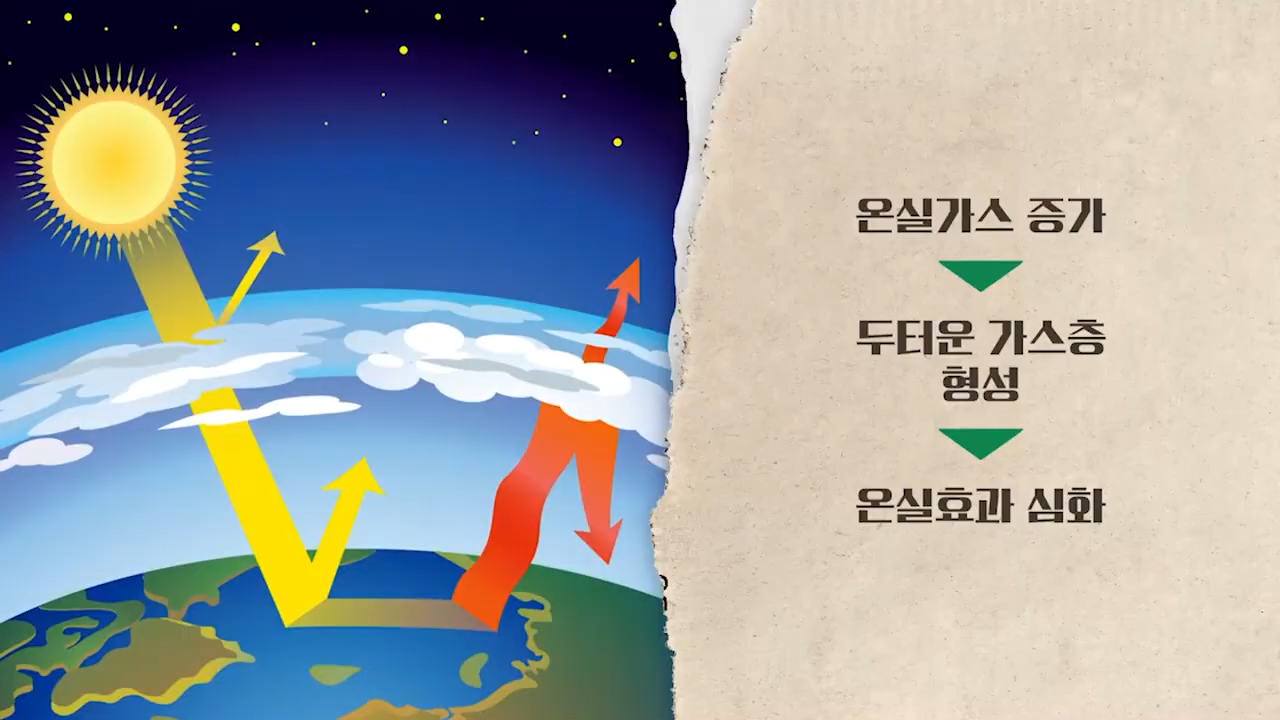 온실가스 증가
두터운 가스층
형성
온실효과 심화